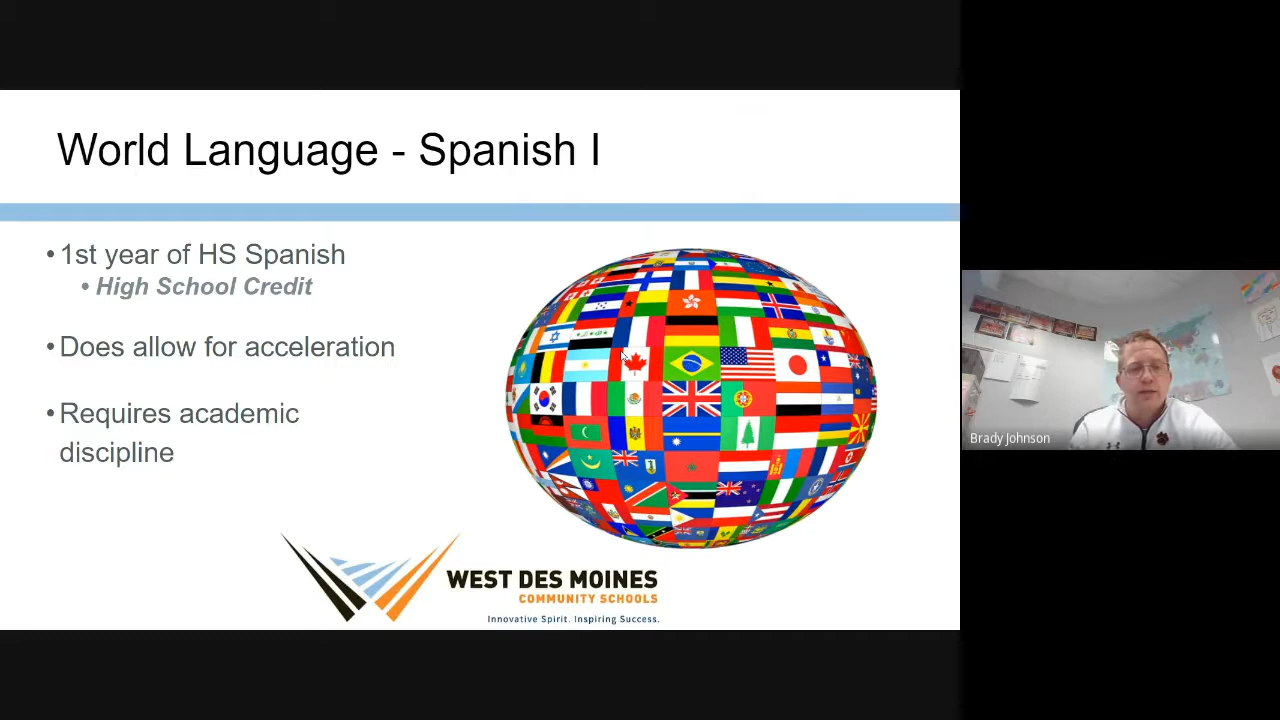 World Language - Spanish I
•1st year of HS Spanish
• High School Credit
•Does allow for acceleration
•Requires academic
discipline
WEST DES MOINES
COMMUNITY SCHOOLS
Innovative Spirit. Inspiring Success.
Brady Johnson